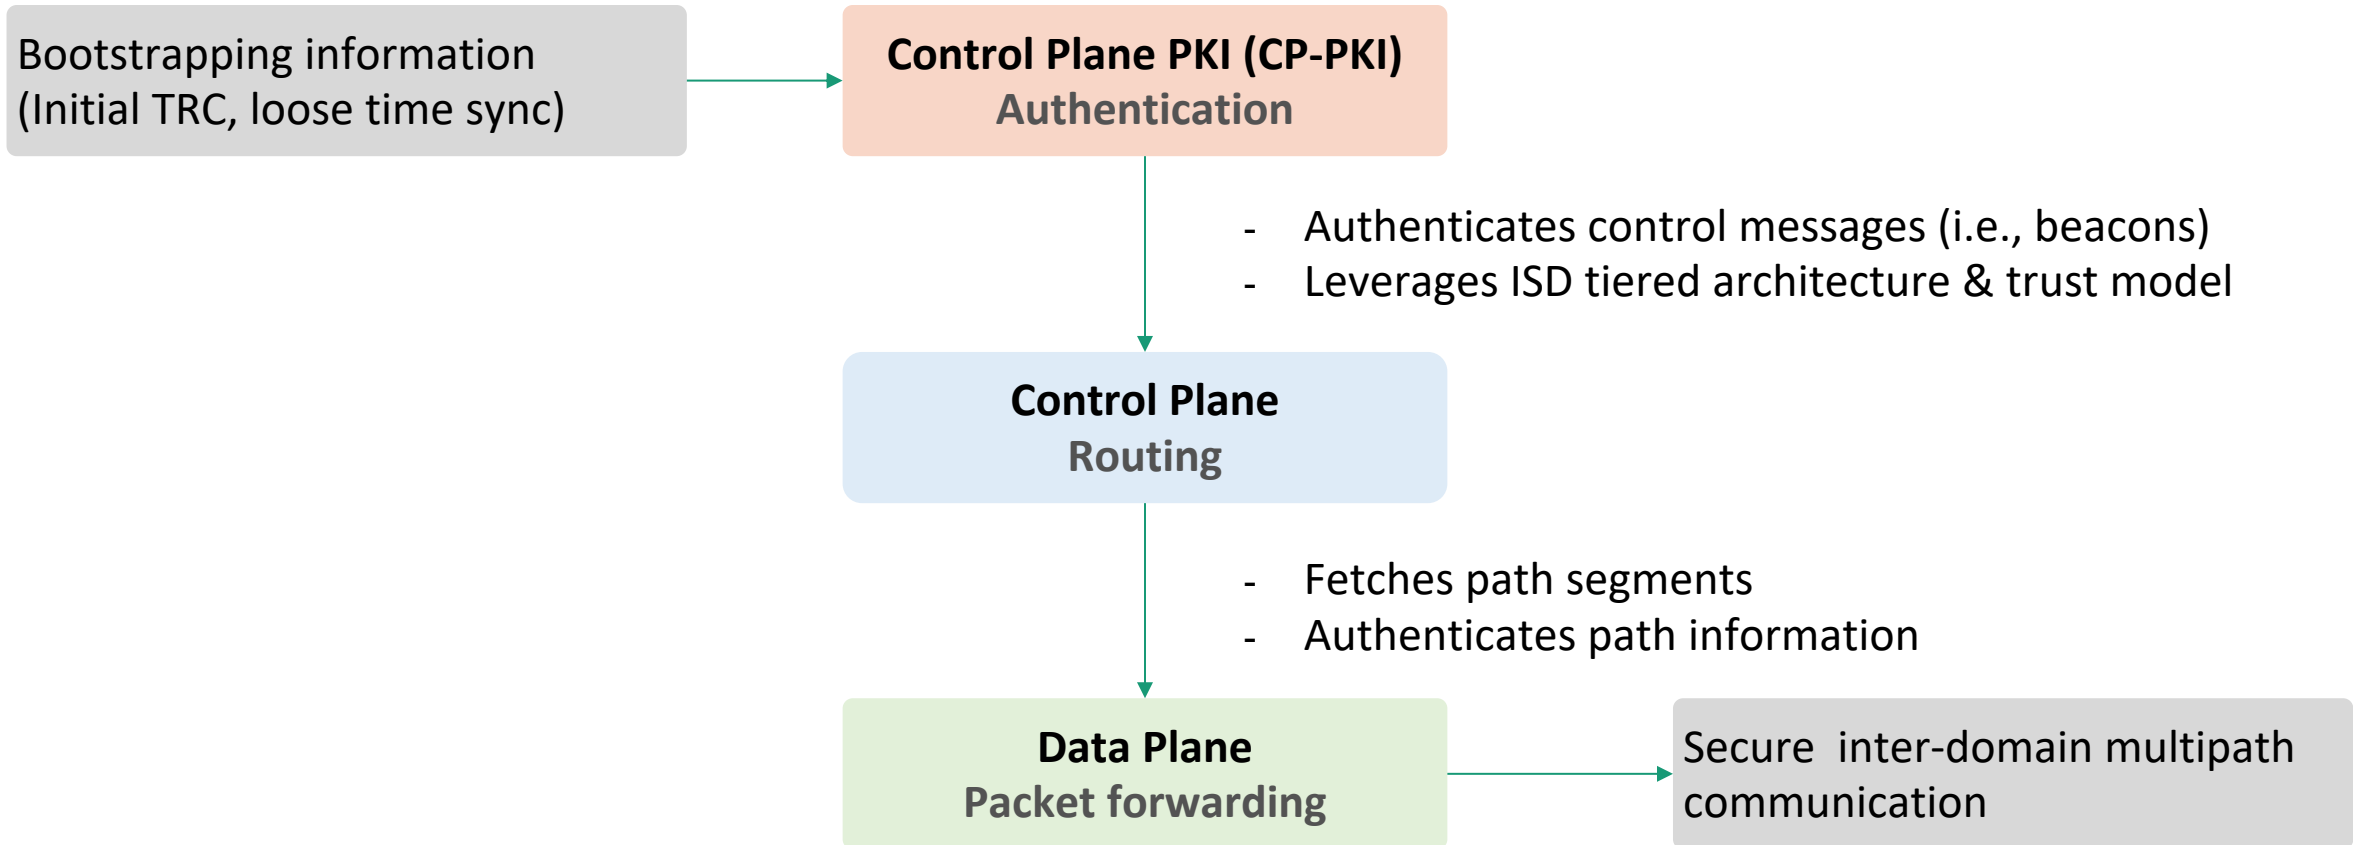 Bootstrapping information
(Initial TRC, loose time sync)
Control Plane PKI (CP-PKI)
Authentication
- Authenticates control messages (i.e., beacons)
- Leverages ISD tiered architecture & trust model
Control Plane
Routing
- Fetches path segments
- Authenticates path information
Data Plane
Packet forwarding
Secure  inter-domain multipath
communication